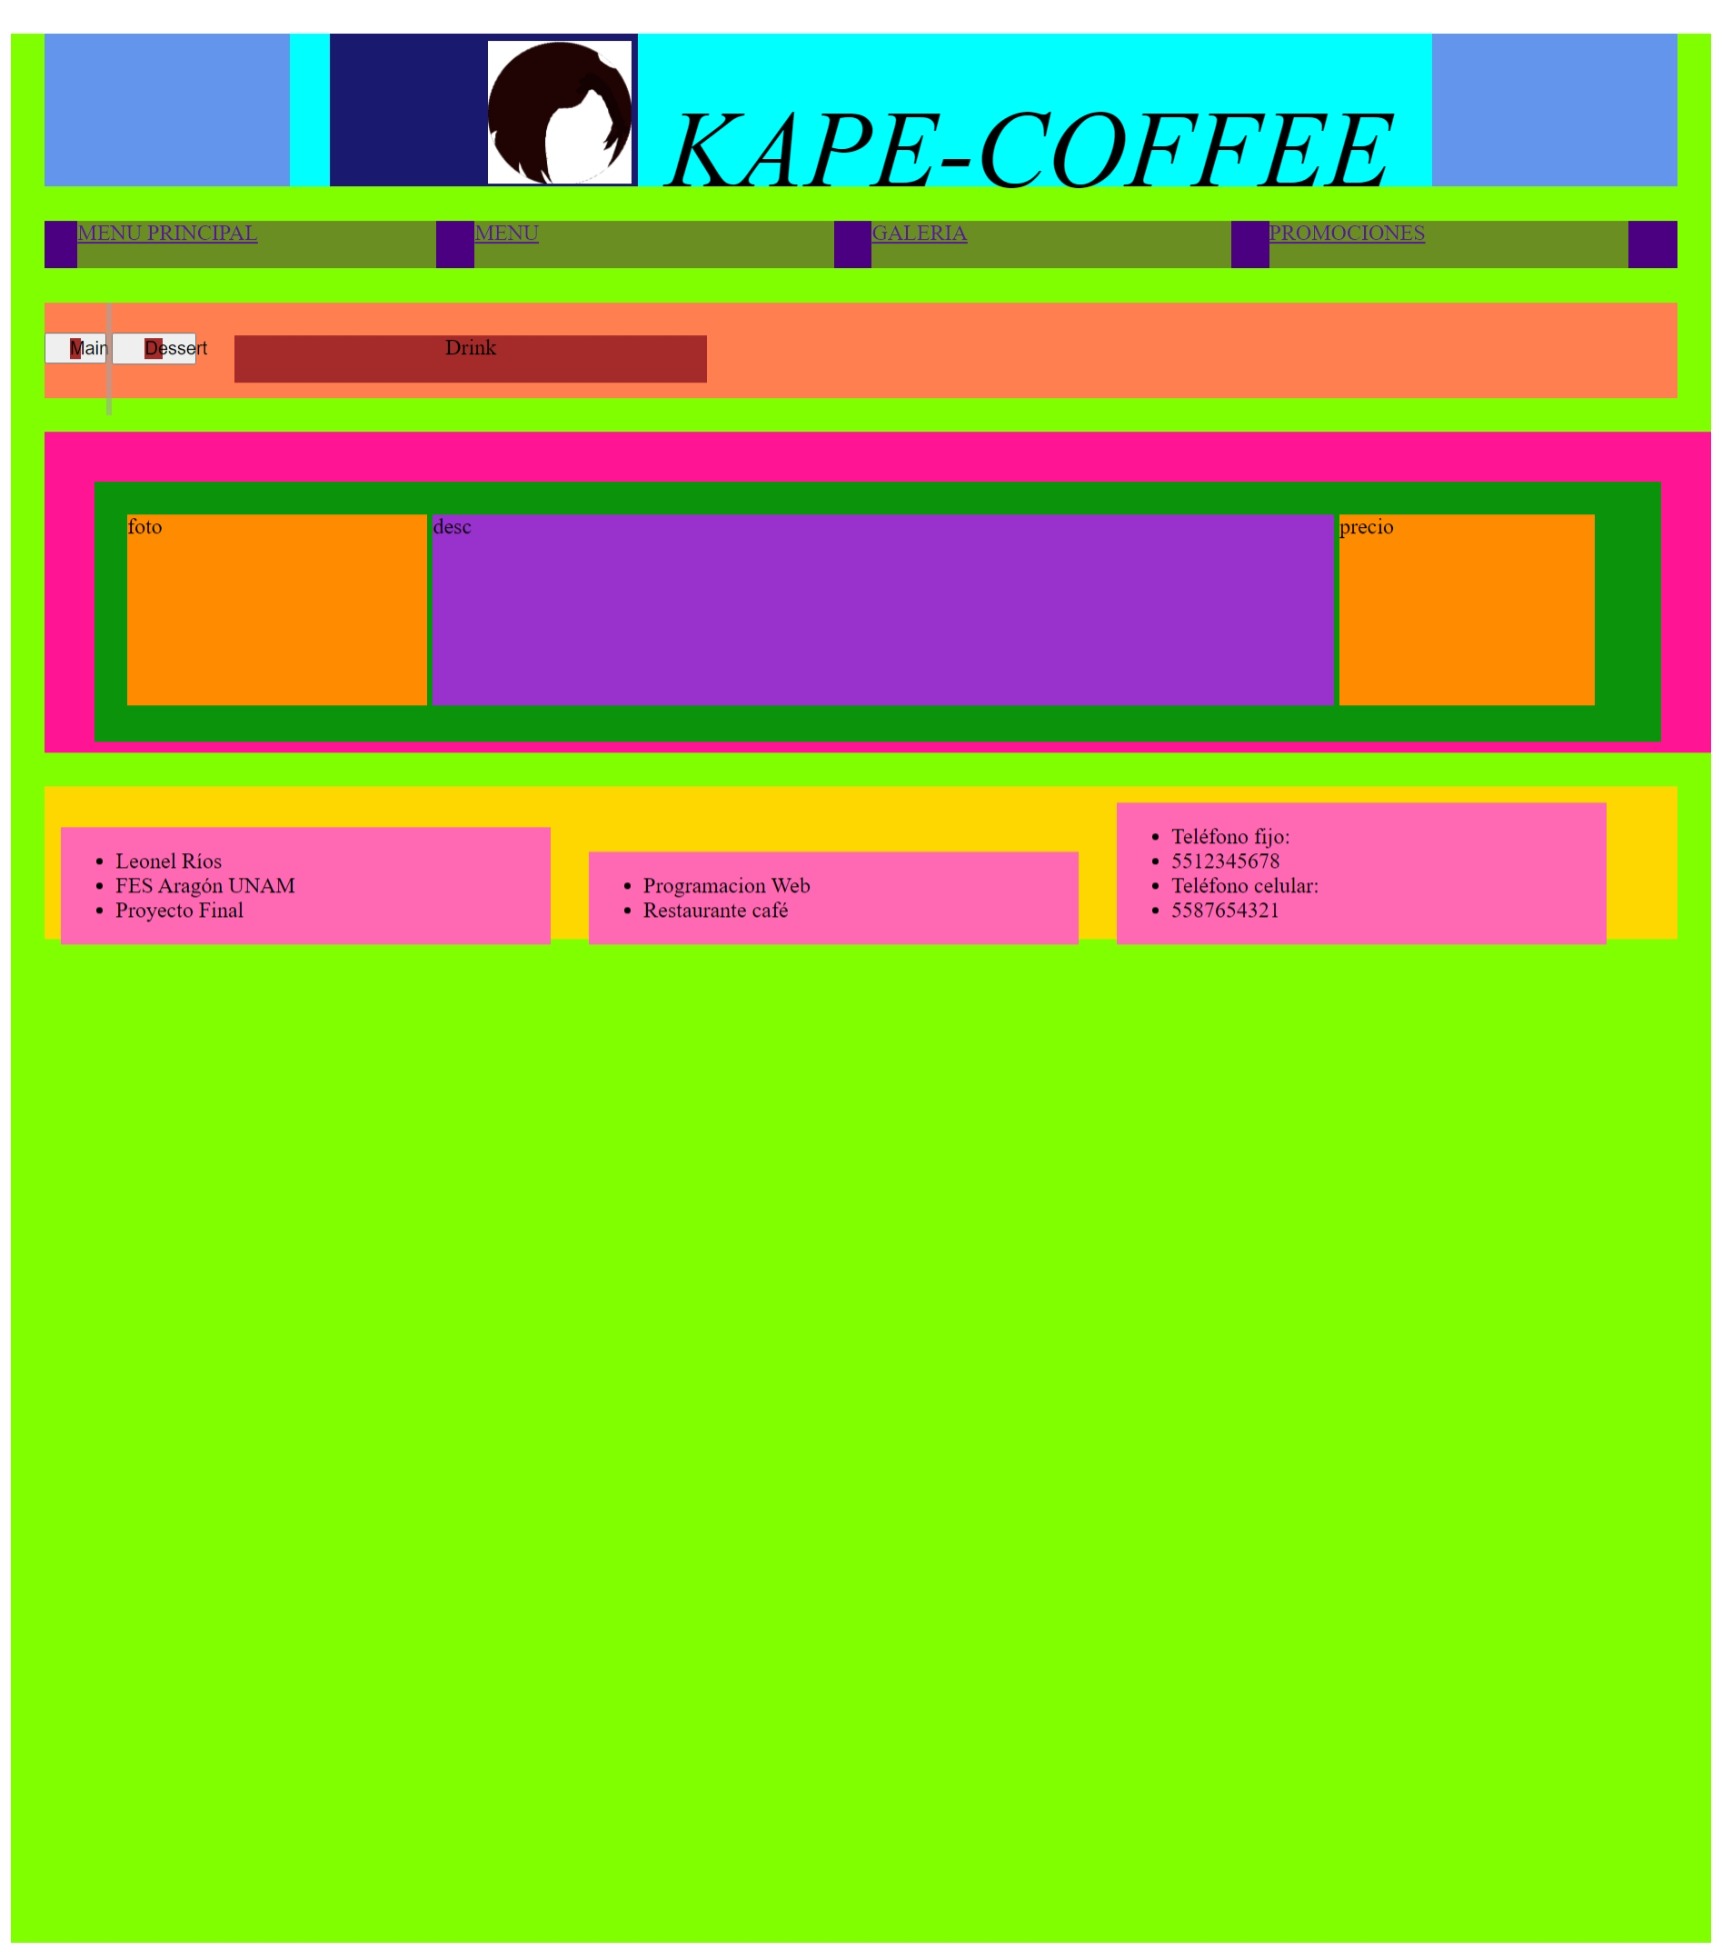 KAPE-COFFEE
MENU PRINCIPAL
MENU
GALERIA
PROMOCIONES
Main
Dessert
Drink
foto
desc
precio
Leonel Ríos
FES Aragón UNAM
Proyecto Final
Programacion Web
Restaurante café
Teléfono fijo:
5512345678
Teléfono celular:
5587654321